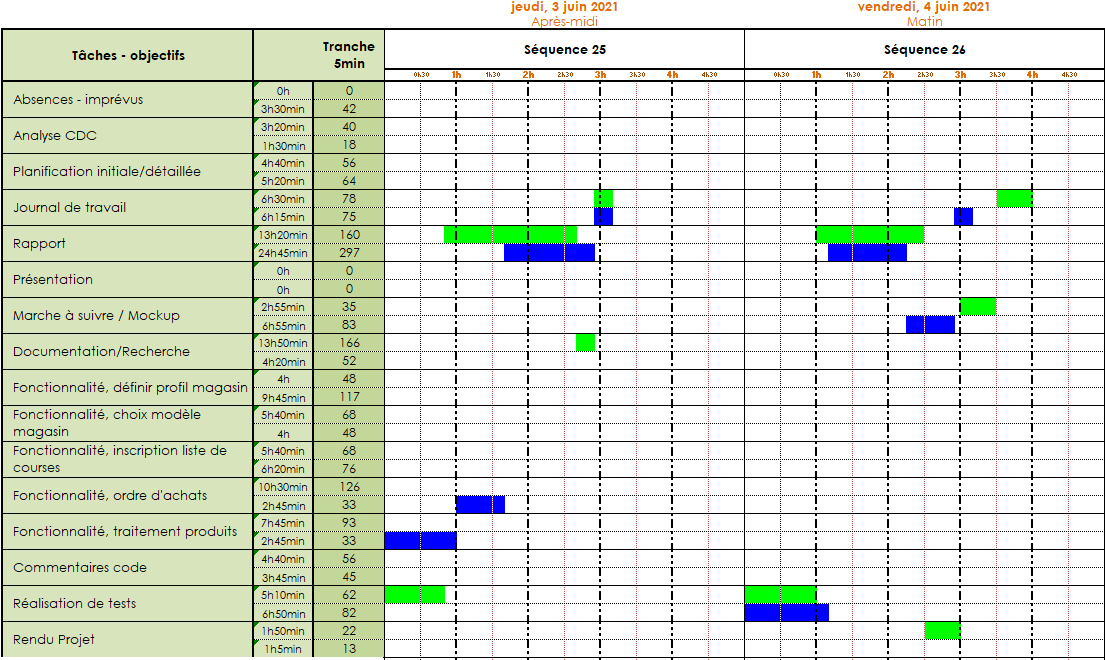 jeudi, 3 juin 2021 vendredi, 4 juin 2021
Après-midi Matin
Tâches - objectifs Tranche 5min Séquence 25 Séquence 26
0h30 1h 1h30 2h 2h30 3h 3h30 4h 4h30 0h30 1h 1h30 2h 2h30 3h 3h30 4h 4h30
Absences - imprévus
0h 0
3h30min 42
Analyse CDC
3h20min 40
1h30min 18
Planification initiale/détaillée
4h40min 56
5h20min 64
Journal de travail
6h30min 78
6h15min 75
Rapport
13h20min 160
24h45min 297
Présentation
0h 0
0h 0
Marche à suivre / Mockup
2h55min 35
6h55min 83
Documentation/Recherche
13h50min 166
4h20min 52
Fonctionnalité, définir profil magasin
4h 48
9h45min 117
Fonctionnalité, choix modèle
magasin
5h40min 68
4h 48
Fonctionnalité, inscription liste de
courses
5h40min 68
6h20min 76
Fonctionnalité, ordre d'achats
10h30min 126
2h45min 33
Fonctionnalité, traitement produits
7h45min 93
2h45min 33
Commentaires code
4h40min 56
3h45min 45
Réalisation de tests
5h10min 62
6h50min 82
Rendu Projet
1h50min 22
1h5min 13